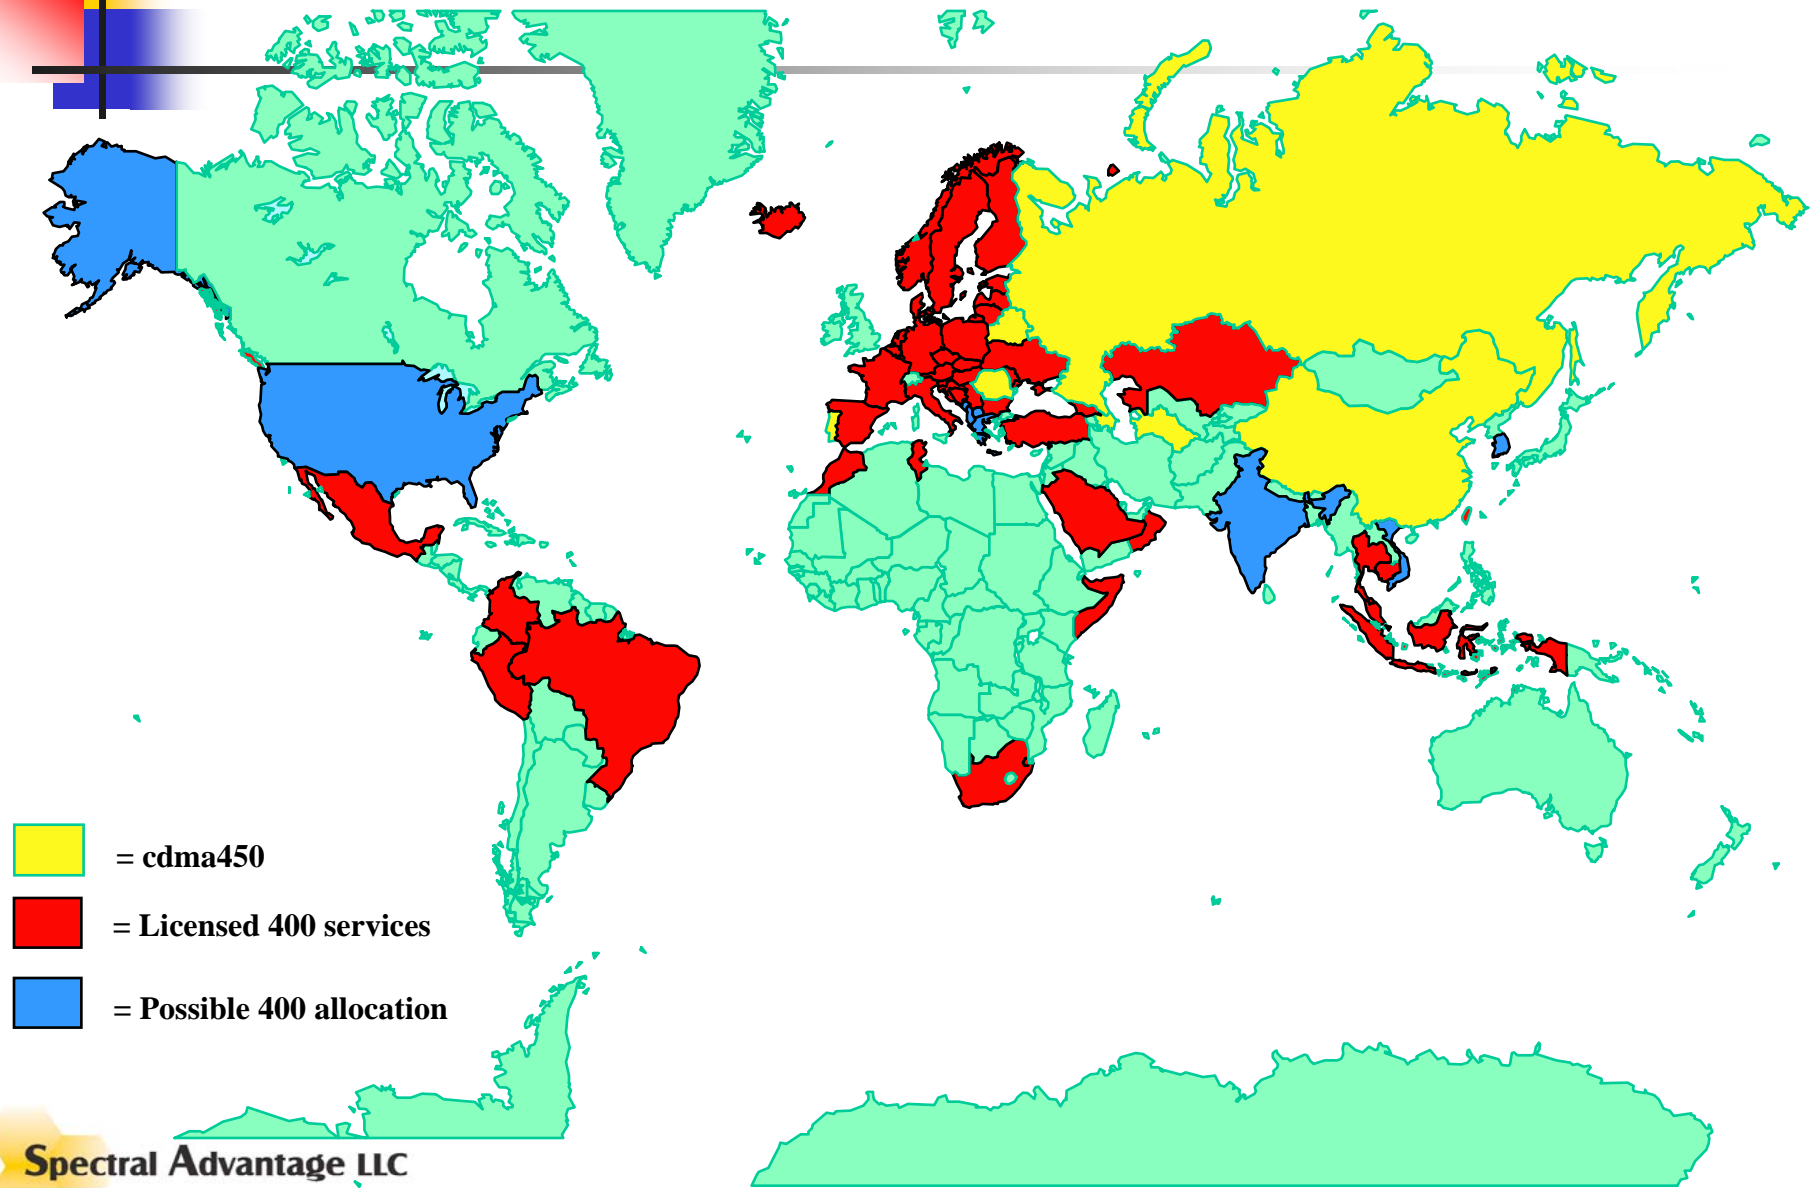 = cdma450
= Licensed 400 services
= Possible 400 allocation
Spectral Advantage LLC